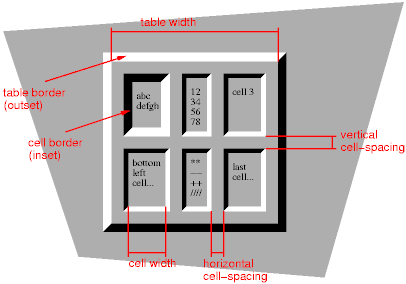 table width
table border
(outset)
cell border
(inset)
abc
defgh
12
34
56
78
cell 3
vertical
cell-spacing
bottom
left
cell...
**
––
++
////
last
cell...
cell width
horizontal
cell-spacing